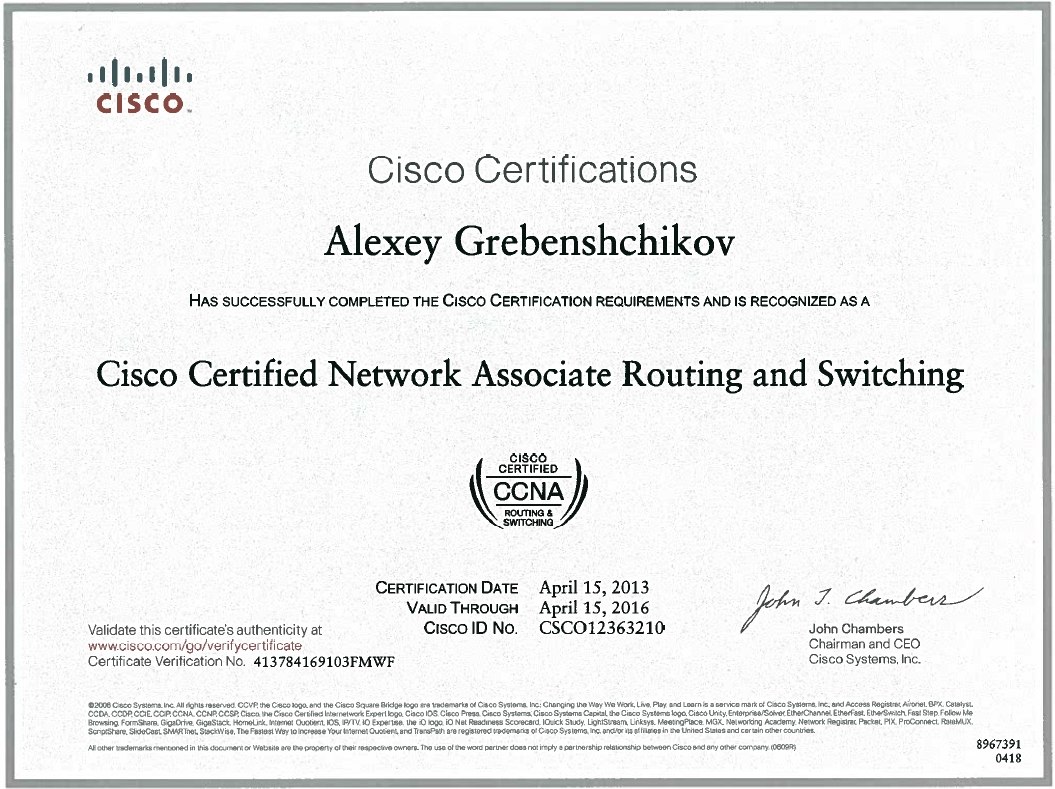 CISCO
Cisco Certifications
Alexey Grebenshchikov
HAS SUCCESSFULLY COMPLETED THE CISCO CERTIFICATION REQUIREMENTS AND IS RECOGNIZED AS A
Cisco Certified Network Associate Routing and Switching
CISCO
CERTIFIED
CCNA
ROUTING &
SWITCHING
CERTIFICATION DATE April 15, 2013
VALID THROUGH April 15, 2016
CISCO ID NO. CSCO12363210
John T. Chambers
John Chambers
Chairman and CEO
Cisco Systems, Inc.
Validate this certificate's authenticity at
www.cisco.com/go/verifycertificate
Certificate Verification No. 413784169103FMWF
©2006 Cisco Systems, Inc. All rights reserved. CCVP, the Cisco logo, and the Cisco Square Bridge logo are trademarks of Cisco Systems, Inc.; Changing the Way We Work, Live, Play, and Learn is a service mark of Cisco Systems, Inc.; and Access Registrar, Aironet, BPX, Catalyst,
CCDA, CCDP, CCIE, CCIP, CCNA, CCNP, CCSP, Cisco, the Cisco Certified Internetwork Expert logo, Cisco IOS, Cisco Press, Cisco Systems, Cisco Systems Capital, the Cisco Systems logo, Cisco Unity, Enterprise/Solver, EtherChannel, EtherFast, EtherSwitch, Fast Step, Follow Me
Browsing, FormShare, GigaDrive, GigaStack, HomeLink, Internet Quotient, IOS, IP/TV, iQ Expertise, the iQ logo, iQ Net Readiness Scorecard, iQuick Study, LightStream, Linksys, MeetingPlace, MGX, Networking Academy, Network Registrar, Packet, PIX, ProConnect, RateMUX,
ScriptShare, SlideCast, SMARTnet, StackWise, The Fastest Way to Increase Your Internet Quotient, and TransPath are registered trademarks of Cisco Systems, Inc. and/or its affiliates in the United States and certain other countries.
All other trademarks mentioned in this document or Website are the property of their respective owners. The use of the word partner does not imply a partnership relationship between Cisco and any other company. (0609R)
8967391
0418